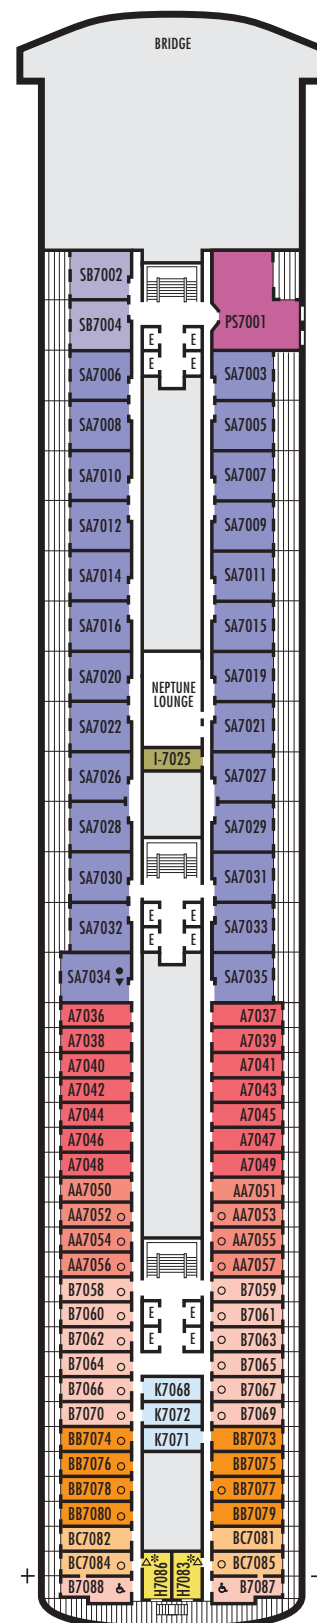 BRIDGE
SB7002
SB7004 PS7001
E E
E E
SA7006 SA7003
SA7008 SA7005
SA7010 SA7007
SA7012 SA7009
SA7014 SA7011
SA7016 SA7015
SA7020 NEPTUNE LOUNGE SA7019
SA7022 SA7021
I-7025
SA7026 SA7027
SA7028 SA7029
SA7030 SA7031
SA7032 E E SA7033
E E
SA7034 SA7035
A7036 A7037
A7038 A7039
A7040 A7041
A7042 A7043
A7044 A7045
A7046 A7047
A7048 A7049
AA7050 AA7051
AA7052 AA7053
AA7054 AA7055
AA7056 AA7057
B7058 B7059
B7060 E E B7061
B7062 E E B7063
B7064 B7065
B7066 K7068 B7067
B7070 K7072 B7069
BB7074 K7071 BB7073
BB7076 BB7075
BB7078 BB7077
BB7080 BB7079
BC7082 BC7081
BC7084 H7086 H7083 BC7085
B7088 B7087